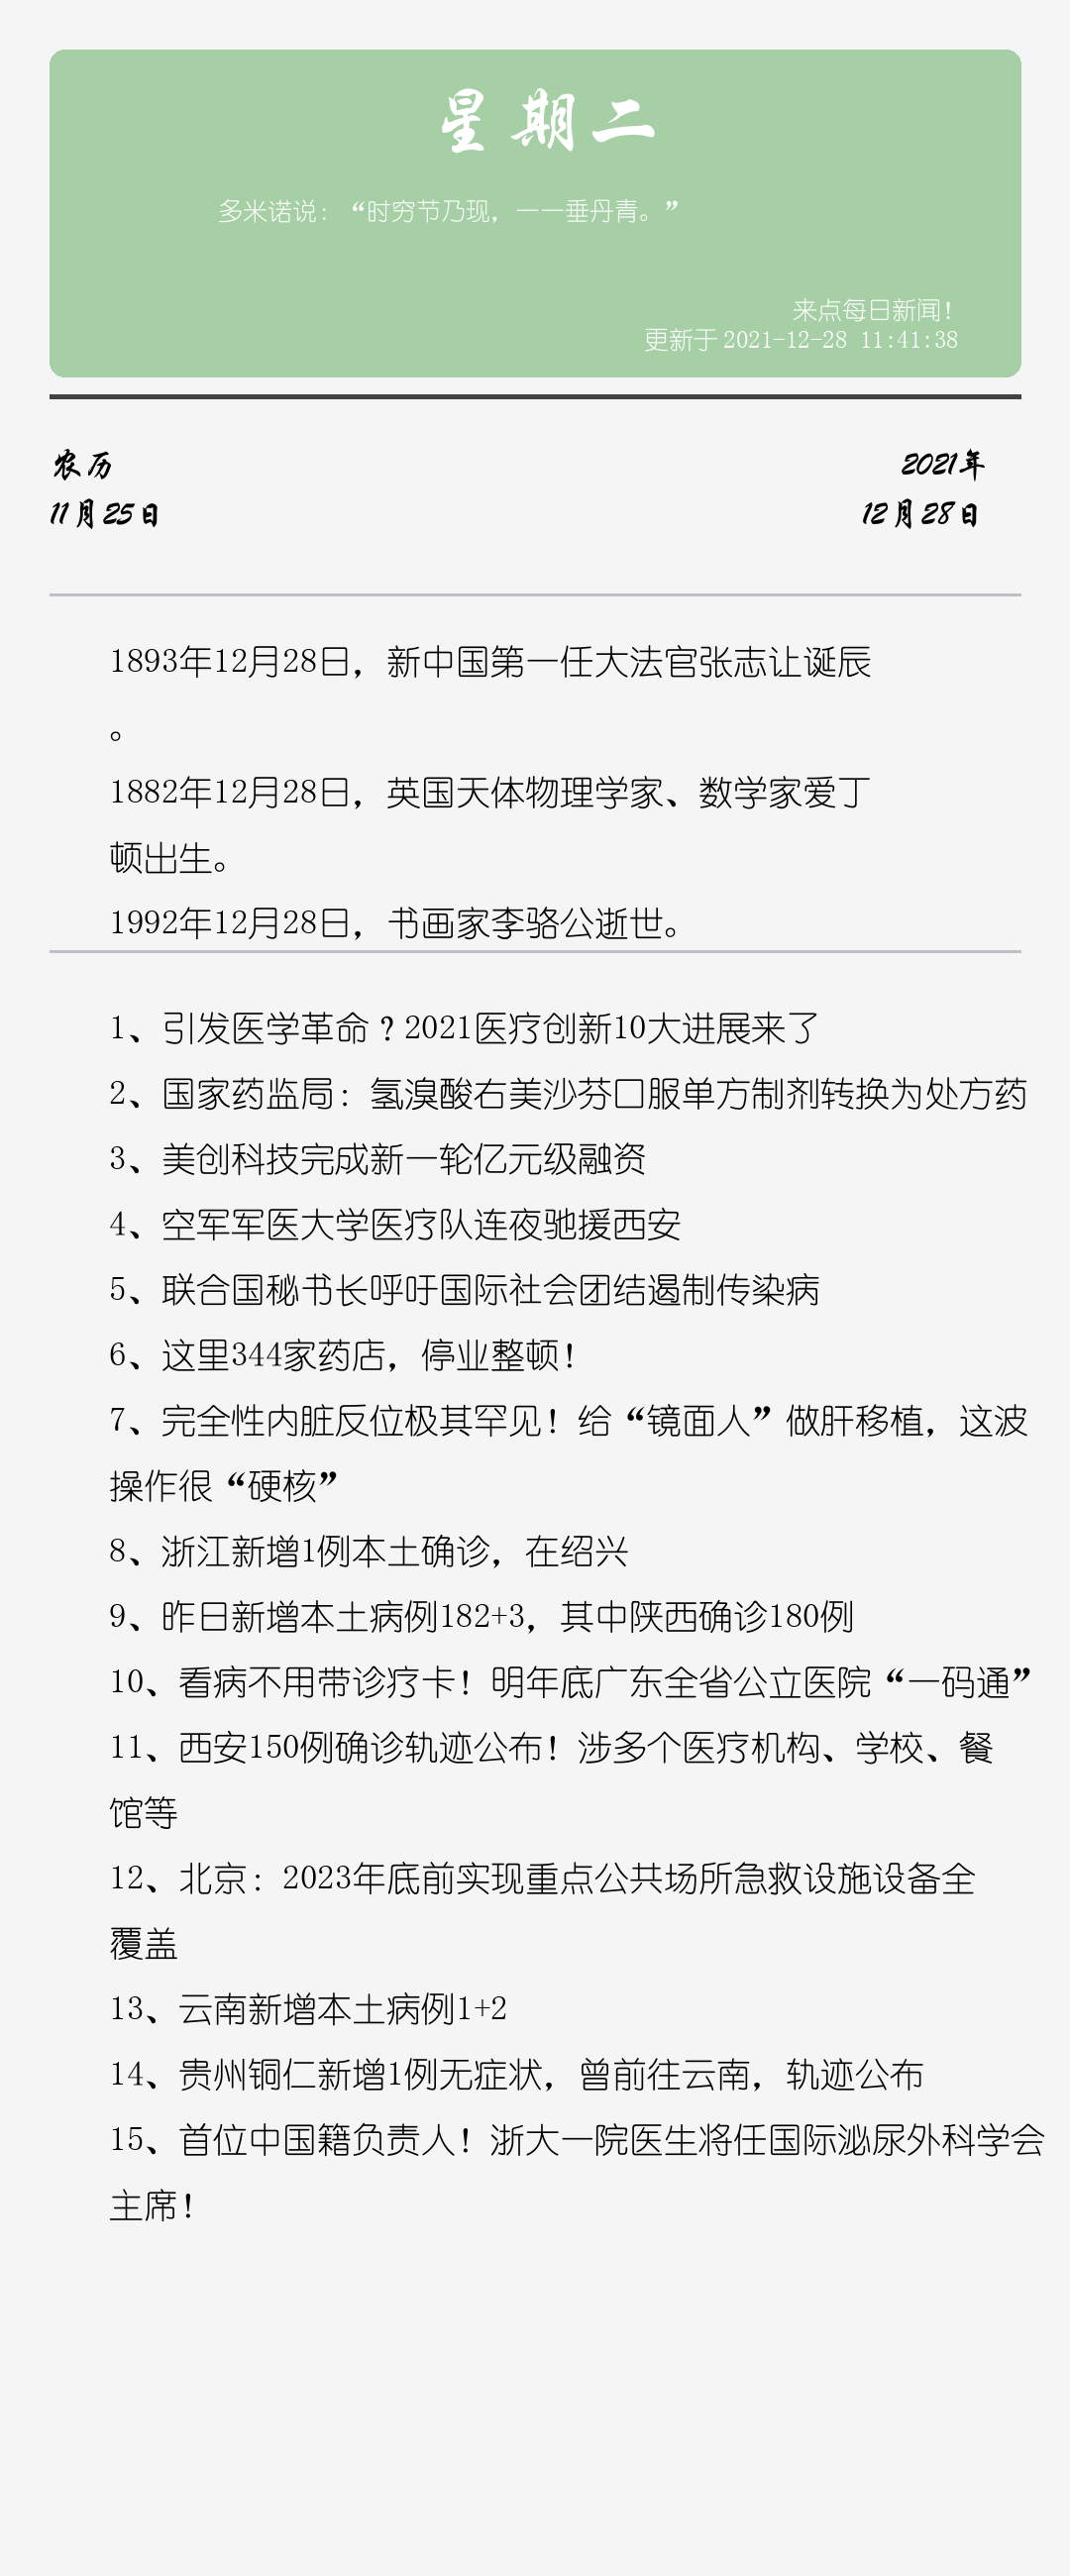 星期二
多米诺说：“时穷节乃现，一一垂丹青。”
来点每日新闻！
更新于 2021-12-28 11:41:38
农历
2021年
11月25日
12月28日
1893年12月28日，新中国第一任大法官张志让诞辰
。
1882年12月28日，英国天体物理学家、数学家爱丁
顿出生。
1992年12月28日，书画家李骆公逝世。
1、引发医学革命？2021医疗创新10大进展来了
2、国家药监局：氢溴酸右美沙芬口服单方制剂转换为处方药
3、美创科技完成新一轮亿元级融资
4、空军军医大学医疗队连夜驰援西安
5、联合国秘书长呼吁国际社会团结遏制传染病
6、这里344家药店，停业整顿！
7、完全性内脏反位极其罕见！给“镜面人”做肝移植，这波
操作很“硬核”
8、浙江新增1例本土确诊，在绍兴
9、昨日新增本土病例182+3，其中陕西确诊180例
10、看病不用带诊疗卡！明年底广东全省公立医院“一码通”
11、西安150例确诊轨迹公布！涉多个医疗机构、学校、餐
馆等
12、北京：2023年底前实现重点公共场所急救设施设备全
覆盖
13、云南新增本土病例1+2
14、贵州铜仁新增1例无症状，曾前往云南，轨迹公布
15、首位中国籍负责人！浙大一院医生将任国际泌尿外科学会
主席！